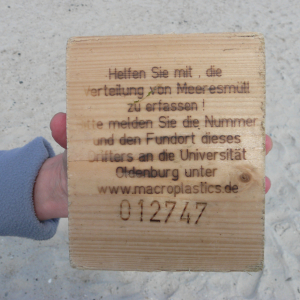 Helfen Sie mit , die
Verteilung von Meeresmüll
zu erfassen !
Bitte melden Sie die Nummer
und den Fundort dieses
Drifters an die Universität
Oldenburg unter
www.macroplastics.de
012747